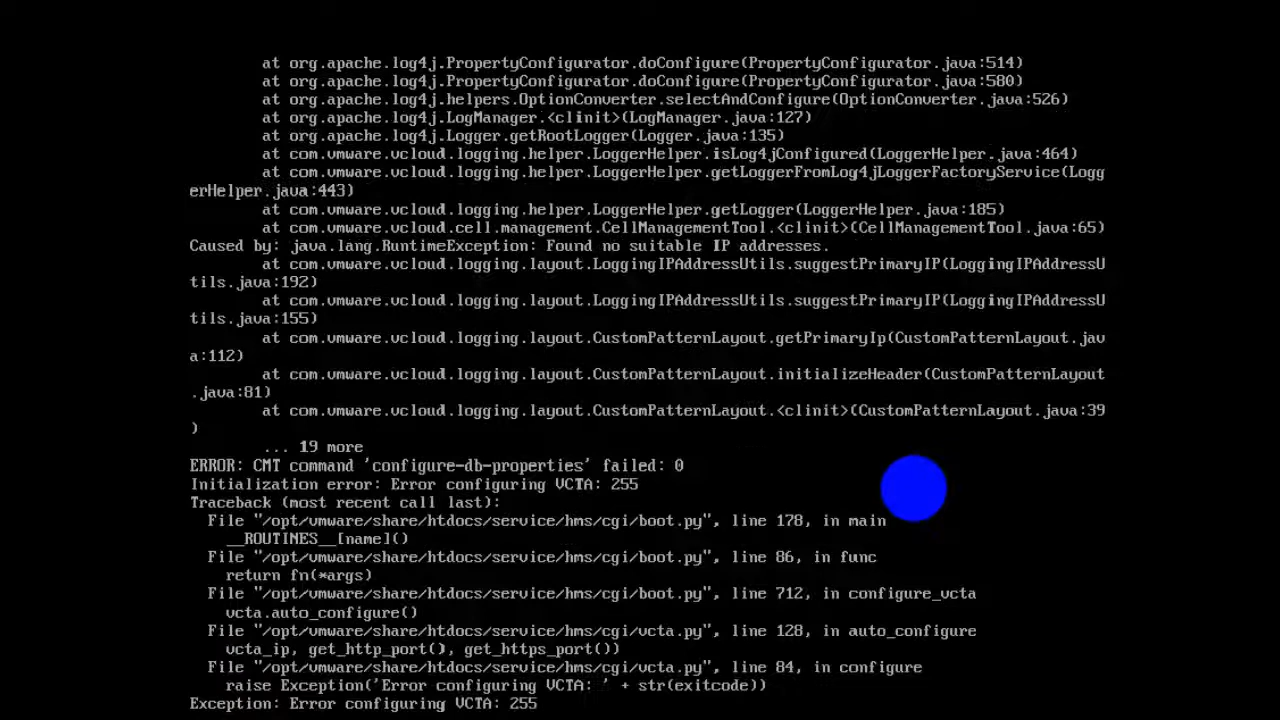 at org.apache.log4j.PropertyConfigurator.doConfigure(PropertyConfigurator.java:514)
at org.apache.log4j.PropertyConfigurator.doConfigure(PropertyConfigurator.java:580)
at org.apache.log4j.helpers.OptionConverter.selectAndConfigure(OptionConverter.java:526)
at org.apache.log4j.LogManager.<clinit>(LogManager.java:127)
at org.apache.log4j.Logger.getRootLogger(Logger.java:135)
at com.vmware.vcloud.logging.helper.LoggerHelper.isLog4jConfigured(LoggerHelper.java:464)
at com.vmware.vcloud.logging.helper.LoggerHelper.getLoggerFromLog4jLoggerFactoryService(Logg
erHelper.java:443)
at com.vmware.vcloud.logging.helper.LoggerHelper.getLogger(LoggerHelper.java:185)
at com.vmware.vcloud.cell.management.CellManagementTool.<clinit>(CellManagementTool.java:65)
Caused by: java.lang.RuntimeException: Found no suitable IP addresses.
at com.vmware.vcloud.logging.layout.LoggingIPAddressUtils.suggestPrimaryIP(LoggingIPAddressU
tils.java:192)
at com.vmware.vcloud.logging.layout.LoggingIPAddressUtils.suggestPrimaryIP(LoggingIPAddressU
tils.java:155)
at com.vmware.vcloud.logging.layout.CustomPatternLayout.getPrimaryIp(CustomPatternLayout.jav
a:112)
at com.vmware.vcloud.logging.layout.CustomPatternLayout.initializeHeader(CustomPatternLayout
.java:81)
at com.vmware.vcloud.logging.layout.CustomPatternLayout.<clinit>(CustomPatternLayout.java:39
)
... 19 more
ERROR: CMT command 'configure-db-properties' failed: 0
Initialization error: Error configuring VCTA: 255
Traceback (most recent call last):
File "/opt/vmware/share/htdocs/service/hms/cgi/boot.py", line 178, in main
__ROUTINES__[name]()
File "/opt/vmware/share/htdocs/service/hms/cgi/boot.py", line 86, in func
return fn(*args)
File "/opt/vmware/share/htdocs/service/hms/cgi/boot.py", line 712, in configure_vcta
vcta.auto_configure()
File "/opt/vmware/share/htdocs/service/hms/cgi/vcta.py", line 128, in auto_configure
vcta_ip, get_http_port(), get_https_port())
File "/opt/vmware/share/htdocs/service/hms/cgi/vcta.py", line 84, in configure
raise Exception('Error configuring VCTA: ' + str(exitcode))
Exception: Error configuring VCTA: 255